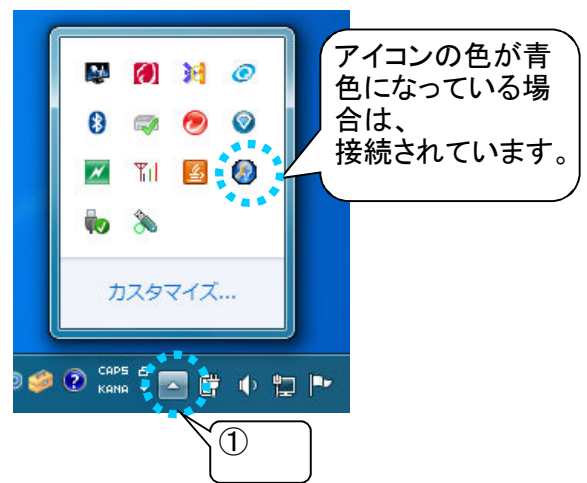 アイコンの色が青
色になっている場
合は、
接続されています。
カスタマイズ...
CAPS
KANA
①